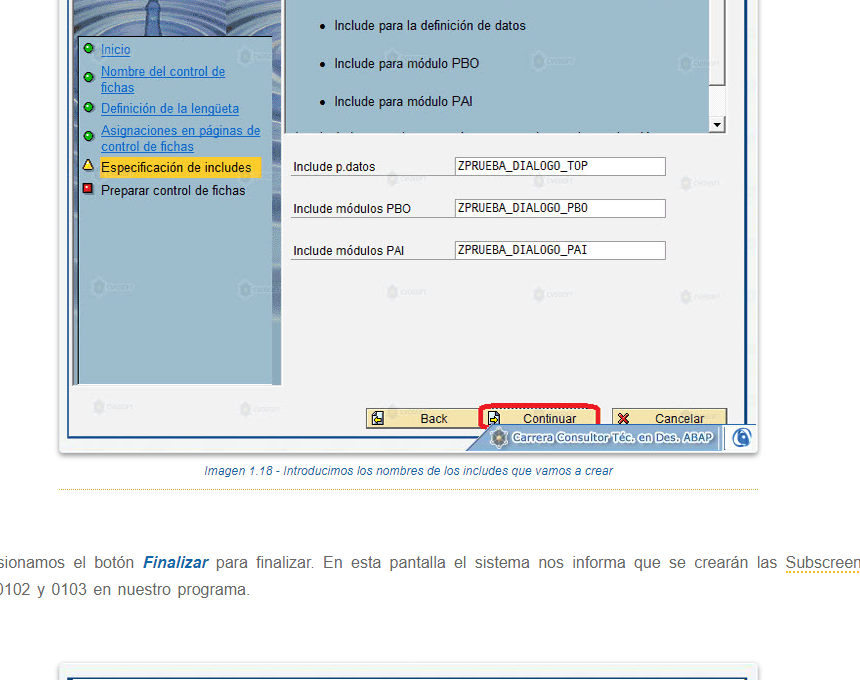 Include para la definición de datos
Include para módulo PBO
Include para módulo PAI
Inicio
Nombre del control de
fichas
Definición de la lengüeta
Asignaciones en páginas de
control de fichas
Especificación de includes
Preparar control de fichas
Include p.datos ZPRUEBA_DIALOGO_TOP
Include módulos PBO ZPRUEBA_DIALOGO_PBO
Include módulos PAI ZPRUEBA_DIALOGO_PAI
Back Continuar Cancelar
Carrera Consultor Téc. en Des. ABAP
Imagen 1.18 - Introducimos los nombres de los includes que vamos a crear
sionamos el botón Finalizar para finalizar. En esta pantalla el sistema nos informa que se crearán las Subscreen
0102 y 0103 en nuestro programa.